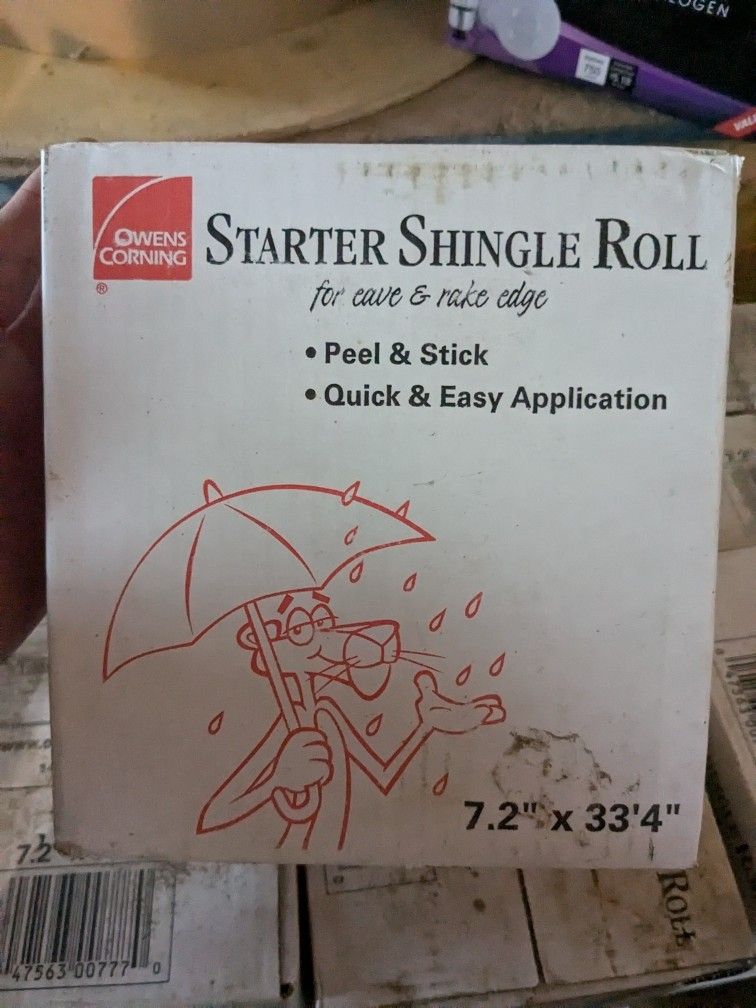 OWENS
CORNING
®
STARTER SHINGLE ROLL
for eave & rake edge
• Peel & Stick
• Quick & Easy Application
7.2" x 33'4"
7.2
47563 00777 0
ROLL